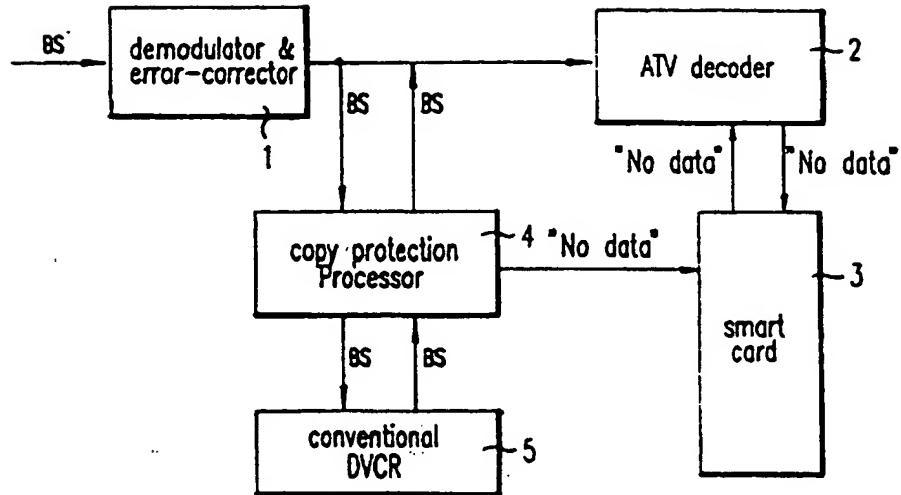 BS
demodulator &
error-corrector
1
ATV decoder
2
BS
BS
"No data"
"No data"
copy protection
Processor
4
"No data"
smart
card
3
BS
BS
conventional
DVCR
5